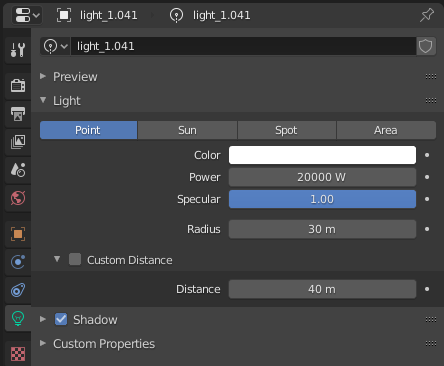 light_1.041 light_1.041
light_1.041
Preview
Light
Point Sun Spot Area
Color
Power 20000 W
Specular 1.00
Radius 30 m
Custom Distance
Distance 40 m
Shadow
Custom Properties